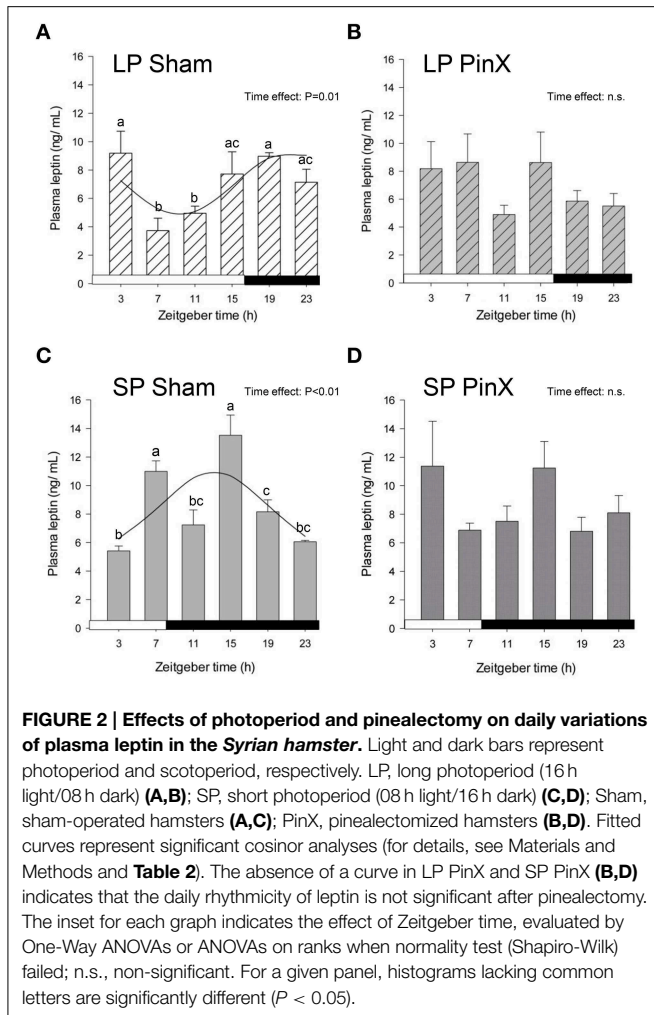 A
LP Sham
Time effect: P=0.01
Plasma leptin (ng/ mL)
16
14
12
10
8
6
4
2
0
a
b
b
ac
a
ac
3 7 11 15 19 23
Zeitgeber time (h)
B
LP PinX
Time effect: n.s.
Plasma leptin (ng/ mL)
16
14
12
10
8
6
4
2
0
3 7 11 15 19 23
Zeitgeber time (h)
C
SP Sham
Time effect: P<0.01
Plasma leptin (ng/ mL)
16
14
12
10
8
6
4
2
0
b
a
bc
a
c
bc
3 7 11 15 19 23
Zeitgeber time (h)
D
SP PinX
Time effect: n.s.
Plasma leptin (ng/ mL)
16
14
12
10
8
6
4
2
0
3 7 11 15 19 23
Zeitgeber time (h)
FIGURE 2 | Effects of photoperiod and pinealectomy on daily variations
of plasma leptin in the Syrian hamster. Light and dark bars represent
photoperiod and scotoperiod, respectively. LP, long photoperiod (16 h
light/08 h dark) (A,B); SP, short photoperiod (08 h light/16 h dark) (C,D); Sham,
sham-operated hamsters (A,C); PinX, pinealectomized hamsters (B,D). Fitted
curves represent significant cosinor analyses (for details, see Materials and
Methods and Table 2). The absence of a curve in LP PinX and SP PinX (B,D)
indicates that the daily rhythmicity of leptin is not significant after pinealectomy.
The inset for each graph indicates the effect of Zeitgeber time, evaluated by
One-Way ANOVAs or ANOVAs on ranks when normality test (Shapiro-Wilk)
failed; n.s., non-significant. For a given panel, histograms lacking common
letters are significantly different (P < 0.05).